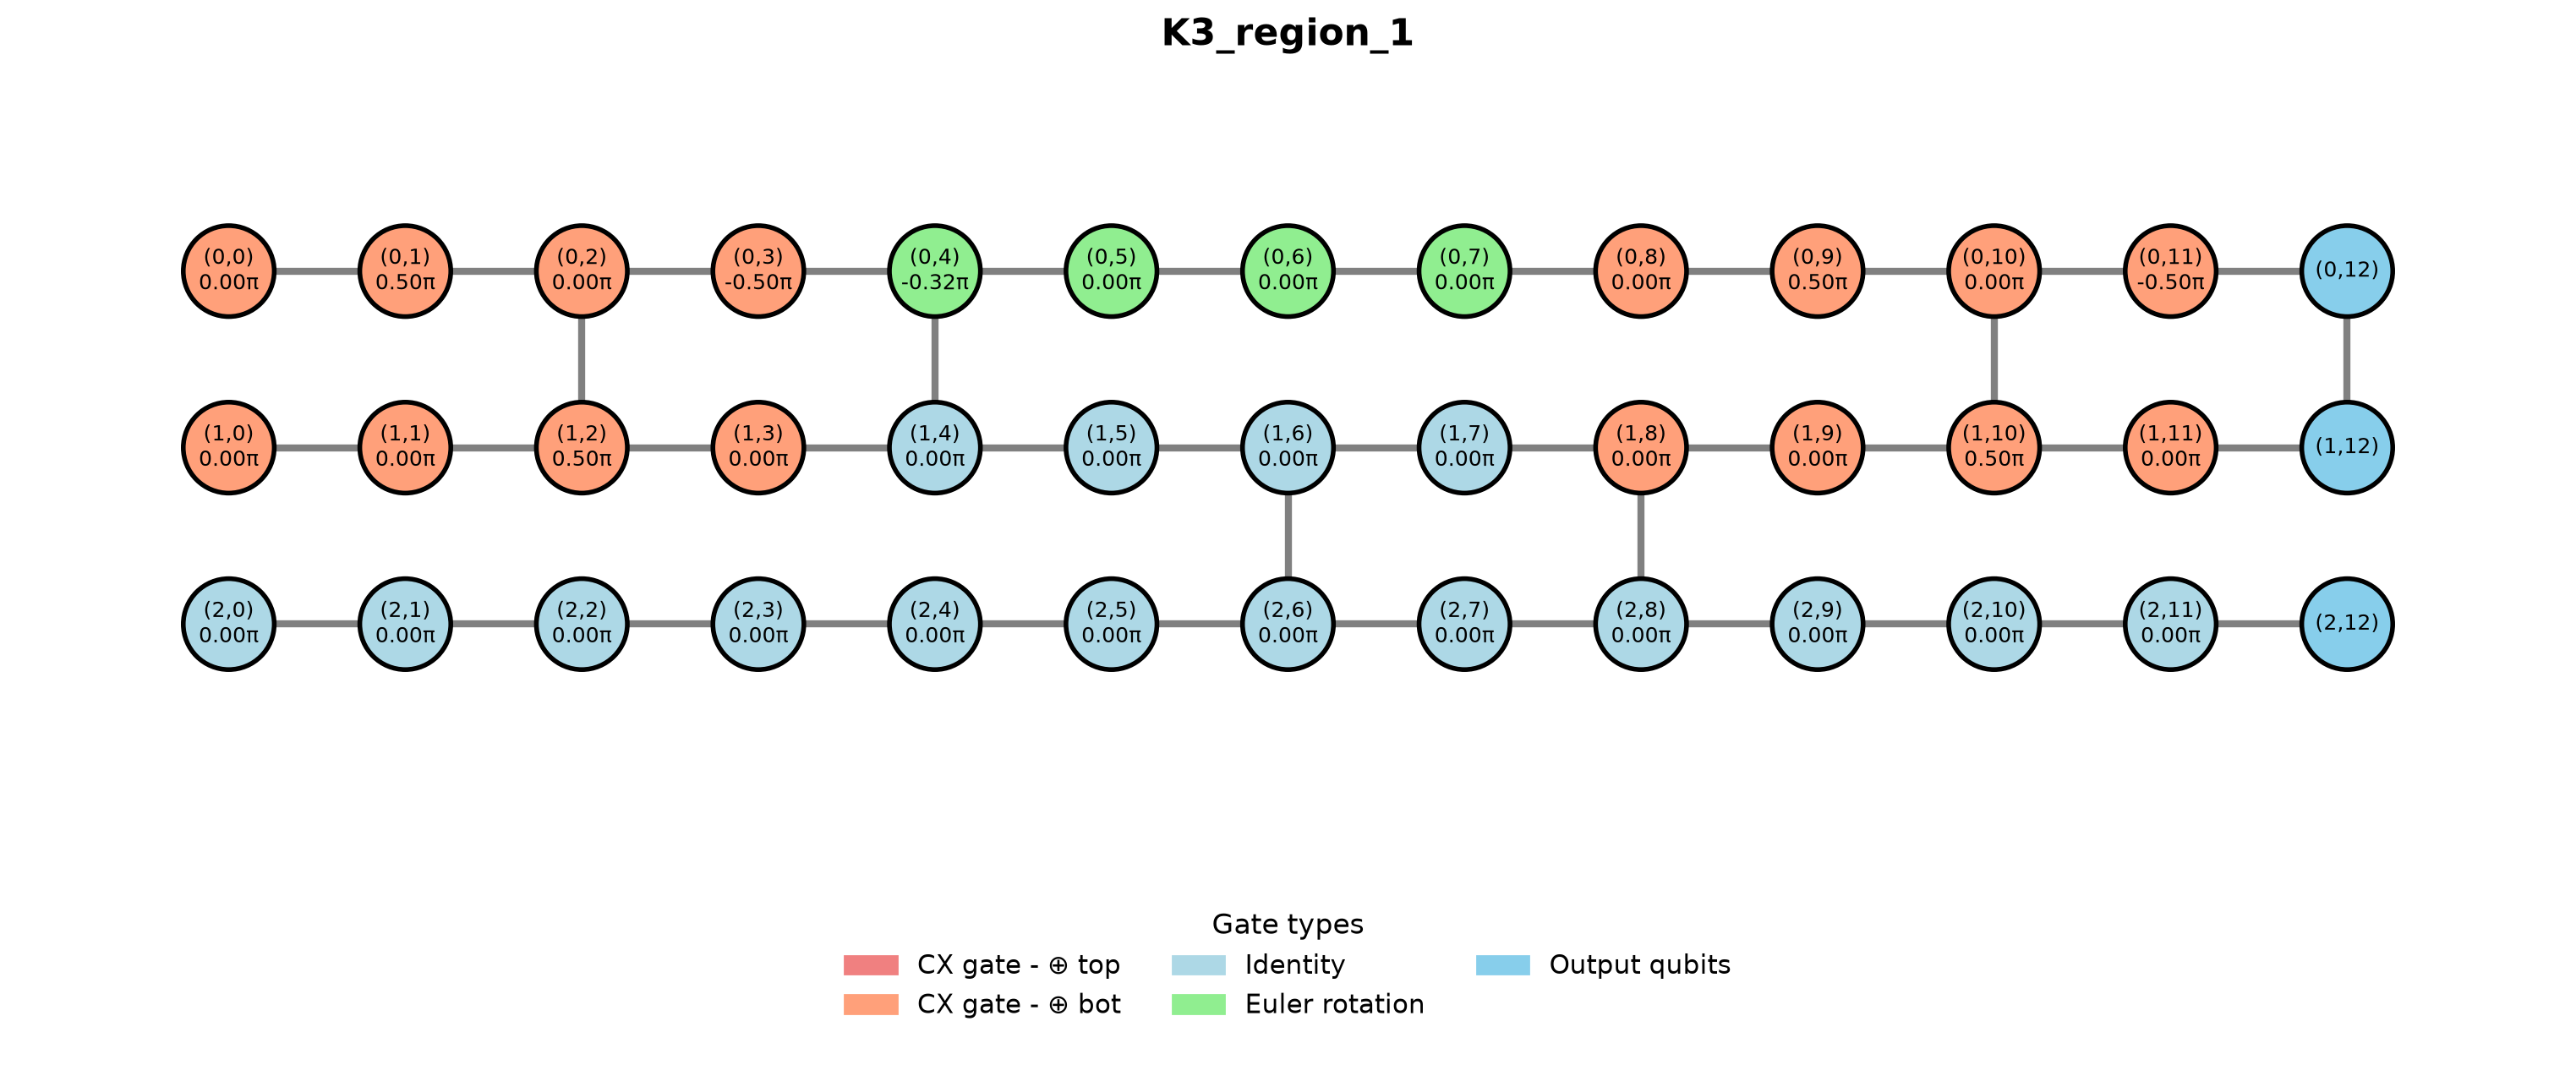 K3_region_1
(0,0)
0.00π
(0,1)
0.50π
(0,2)
0.00π
(0,3)
-0.50π
(0,4)
-0.32π
(0,5)
0.00π
(0,6)
0.00π
(0,7)
0.00π
(0,8)
0.00π
(0,9)
0.50π
(0,10)
0.00π
(0,11)
-0.50π
(0,12)
(1,0)
0.00π
(1,1)
0.00π
(1,2)
0.50π
(1,3)
0.00π
(1,4)
0.00π
(1,5)
0.00π
(1,6)
0.00π
(1,7)
0.00π
(1,8)
0.00π
(1,9)
0.00π
(1,10)
0.50π
(1,11)
0.00π
(1,12)
(2,0)
0.00π
(2,1)
0.00π
(2,2)
0.00π
(2,3)
0.00π
(2,4)
0.00π
(2,5)
0.00π
(2,6)
0.00π
(2,7)
0.00π
(2,8)
0.00π
(2,9)
0.00π
(2,10)
0.00π
(2,11)
0.00π
(2,12)
Gate types
CX gate - ⊕ top
CX gate - ⊕ bot
Identity
Euler rotation
Output qubits